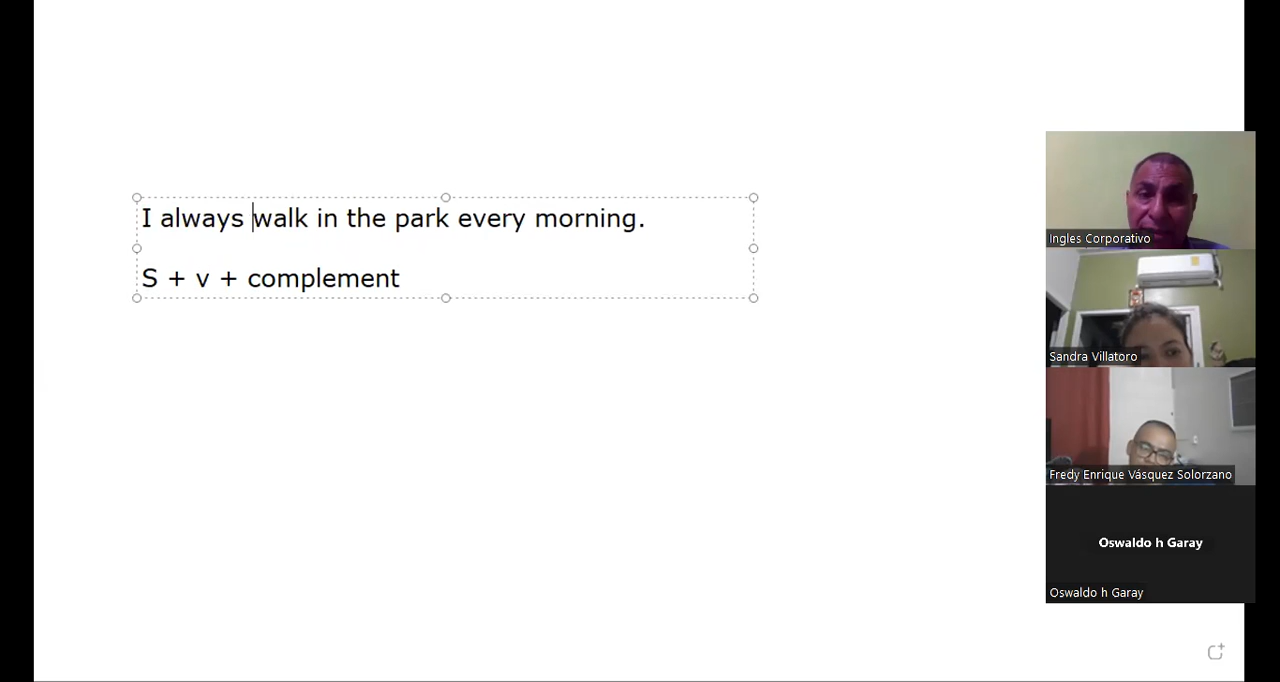 I always walk in the park every morning.
S + v + complement
Ingles Corporativo
Sandra Villatoro
Fredy Enrique Vásquez Solorzano
Oswaldo h Garay
Oswaldo h Garay